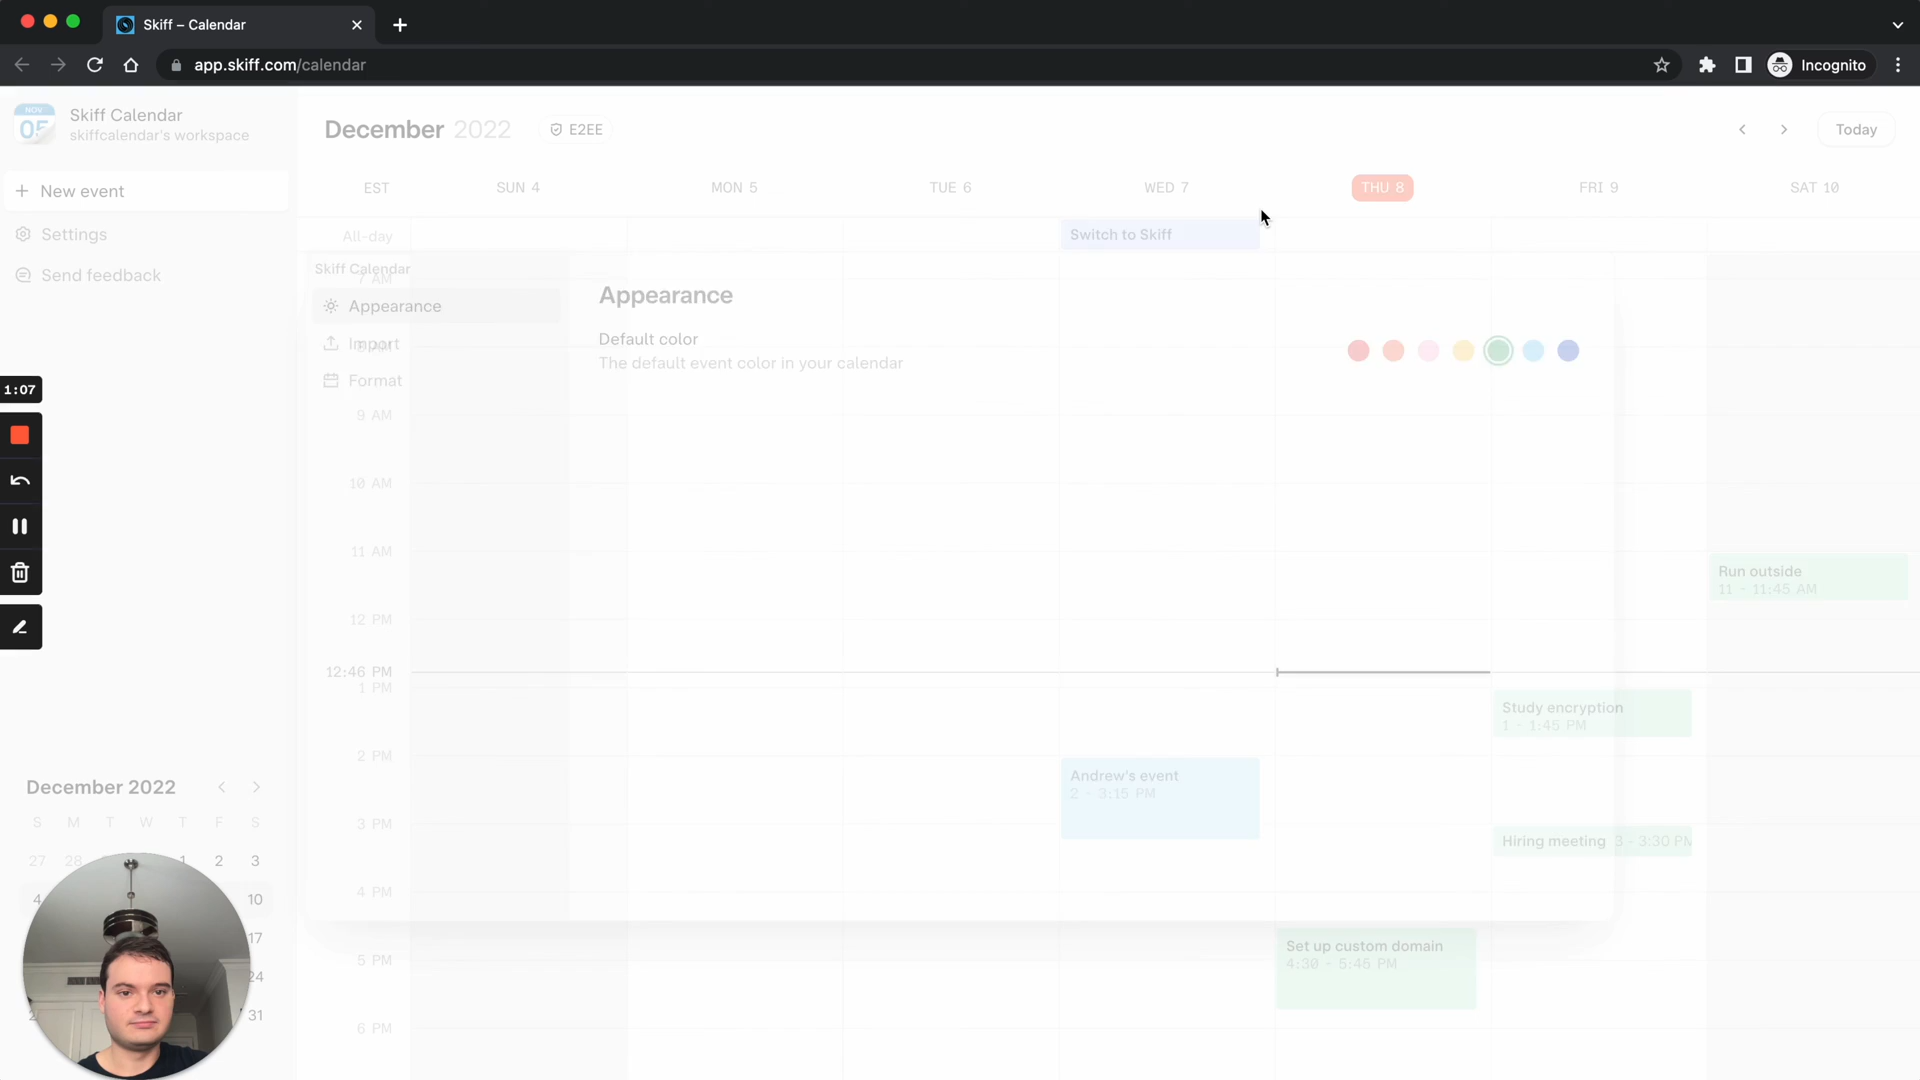 Skiff – Calendar
app.skiff.com/calendar
Incognito
NOV
05
Skiff Calendar
skiffcalendar's workspace
New event
Settings
Send feedback
December 2022
E2EE
Today
EST
SUN 4
MON 5
TUE 6
WED 7
THU 8
FRI 9
SAT 10
All-day
Switch to Skiff
Skiff Calendar
7 AM
Appearance
Import
Format
Appearance
Default color
The default event color in your calendar
9 AM
10 AM
11 AM
12 PM
12:46 PM
1 PM
2 PM
3 PM
4 PM
5 PM
6 PM
Run outside
11 - 11:45 AM
Study encryption
1 - 1:45 PM
Andrew's event
2 - 3:15 PM
Hiring meeting 3 - 3:30 PM
Set up custom domain
4:30 - 5:45 PM
1:07
December 2022
S M T W T F S
27 28 1 2 3
4 10
17
24
31